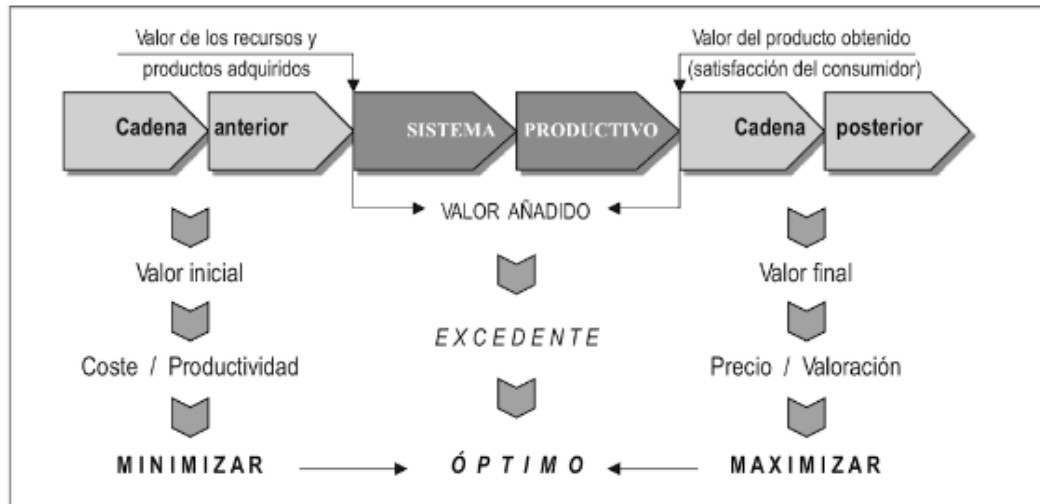 Valor de los recursos y
productos adquiridos
Valor del producto obtenido
(satisfacción del consumidor)
Cadena anterior
SISTEMA PRODUCTIVO
Cadena posterior
VALOR AÑADIDO
Valor inicial
Valor final
EXCEDENTE
Coste / Productividad
Precio / Valoración
MINIMIZAR
ÓPTIMO
MAXIMIZAR